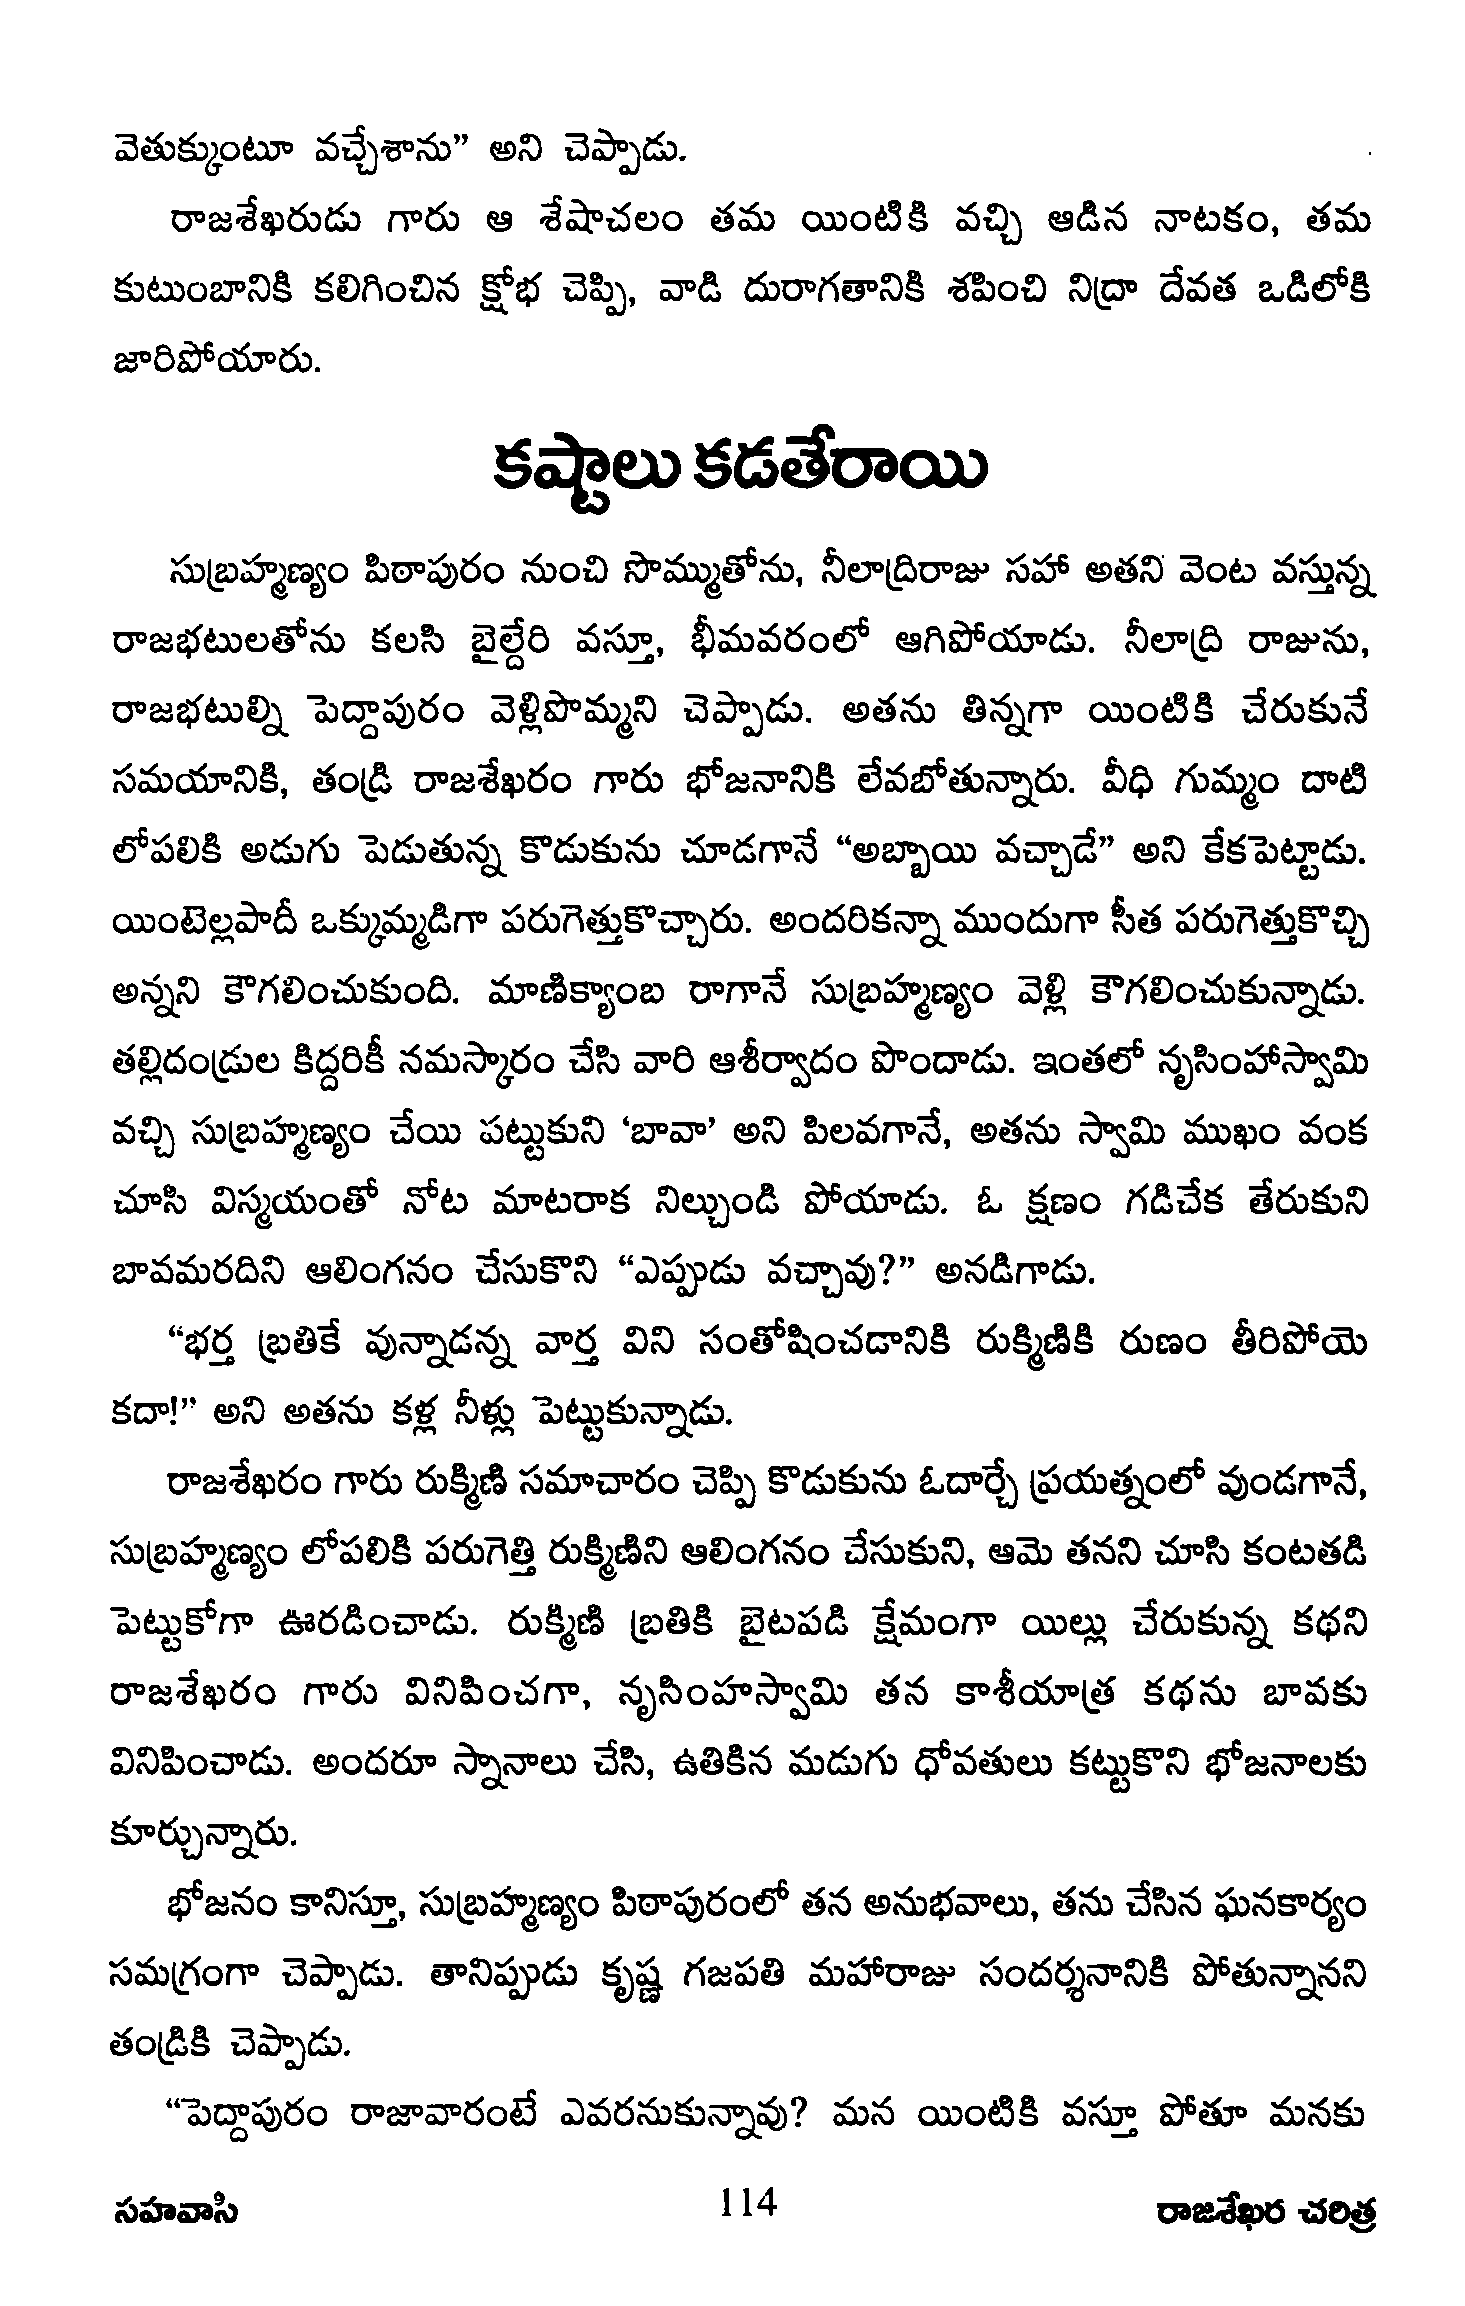 వెతుక్కుంటూ వచ్చేశాను” అని చెప్పాడు.
రాజశేఖరుడు గారు ఆ శేషాచలం తమ యింటికి వచ్చి ఆడిన నాటకం, తమ
కుటుంబానికి కలిగించిన క్షోభ చెప్పి, వాడి దురాగతానికి శపించి నిద్రా దేవత ఒడిలోకి
జారిపోయారు.
కష్టాలు కడతేరాయి
సుబ్రహ్మణ్యం పిఠాపురం నుంచి సొమ్ముతోను, నీలాద్రిరాజు సహా అతని వెంట వస్తున్న
రాజభటులతోను కలసి బైల్దేరి వస్తూ, భీమవరంలో ఆగిపోయాడు. నీలాద్రి రాజును,
రాజభటుల్ని పెద్దాపురం వెళ్లిపొమ్మని చెప్పాడు. అతను తిన్నగా యింటికి చేరుకునే
సమయానికి, తండ్రి రాజశేఖరం గారు భోజనానికి లేవబోతున్నారు. వీధి గుమ్మం దాటి
లోపలికి అడుగు పెడుతున్న కొడుకును చూడగానే “అబ్బాయి వచ్చాడే” అని కేకపెట్టాడు.
యింటెల్లపాదీ ఒక్కుమ్మడిగా పరుగెత్తుకొచ్చారు. అందరికన్నా ముందుగా సీత పరుగెత్తుకొచ్చి
అన్నని కౌగలించుకుంది. మాణిక్యాంబ రాగానే సుబ్రహ్మణ్యం వెళ్లి కౌగలించుకున్నాడు.
తల్లిదండ్రుల కిద్దరికీ నమస్కారం చేసి వారి ఆశీర్వాదం పొందాడు. ఇంతలో నృసింహాస్వామి
వచ్చి సుబ్రహ్మణ్యం చేయి పట్టుకుని ‘బావా’ అని పిలవగానే, అతను స్వామి ముఖం వంక
చూసి విస్మయంతో నోట మాటరాక నిల్చుండి పోయాడు. ఓ క్షణం గడిచేక తేరుకుని
బావమరదిని ఆలింగనం చేసుకొని “ఎప్పుడు వచ్చావు?” అనడిగాడు.
“భర్త బ్రతికే వున్నాడన్న వార్త విని సంతోషించడానికి రుక్మిణికి రుణం తీరిపోయె
కదా!” అని అతను కళ్ల నీళ్లు పెట్టుకున్నాడు.
రాజశేఖరం గారు రుక్మిణి సమాచారం చెప్పి కొడుకును ఓదార్చే ప్రయత్నంలో వుండగానే,
సుబ్రహ్మణ్యం లోపలికి పరుగెత్తి రుక్మిణిని ఆలింగనం చేసుకుని, ఆమె తనని చూసి కంటతడి
పెట్టుకోగా ఊరడించాడు. రుక్మిణి బ్రతికి బైటపడి క్షేమంగా యిల్లు చేరుకున్న కథని
రాజశేఖరం గారు వినిపించగా, నృసింహస్వామి తన కాశీయాత్ర కథను బావకు
వినిపించాడు. అందరూ స్నానాలు చేసి, ఉతికిన మడుగు ధోవతులు కట్టుకొని భోజనాలకు
కూర్చున్నారు.
భోజనం కానిస్తూ, సుబ్రహ్మణ్యం పిఠాపురంలో తన అనుభవాలు, తను చేసిన ఘనకార్యం
సమగ్రంగా చెప్పాడు. తానిప్పుడు కృష్ణ గజపతి మహారాజు సందర్శనానికి పోతున్నానని
తండ్రికి చెప్పాడు.
“పెద్దాపురం రాజావారంటే ఎవరనుకున్నావు? మన యింటికి వస్తూ పోతూ మనకు
సహవాసి 114 రాజశేఖర చరిత్ర